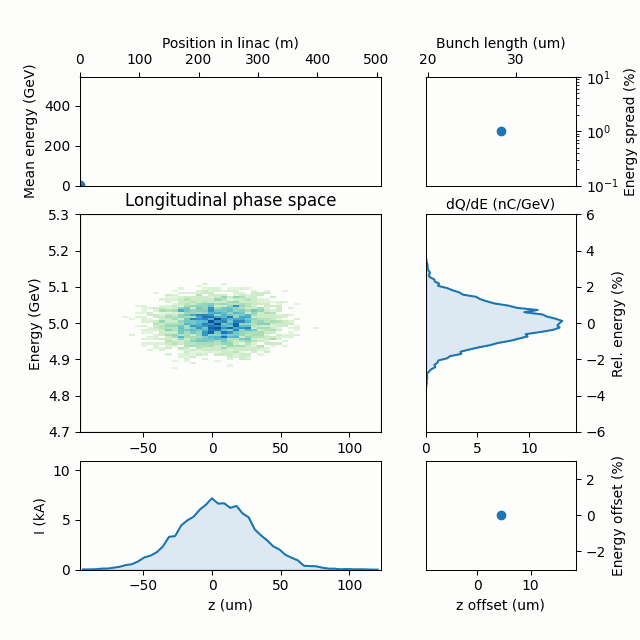 Position in linac (m)
0 100 200 300 400 500
Mean energy (GeV)
400
200
0
Bunch length (um)
20 30
10¹
10⁰
10⁻¹
Energy spread (%)
Longitudinal phase space
Energy (GeV)
5.3
5.2
5.1
5.0
4.9
4.8
4.7
−50 0 50 100
dQ/dE (nC/GeV)
6
4
2
0
−2
−4
−6
Rel. energy (%)
0 5 10
I (kA)
10
5
0
−50 0 50 100
z (um)
2
0
−2
Energy offset (%)
0 10
z offset (um)